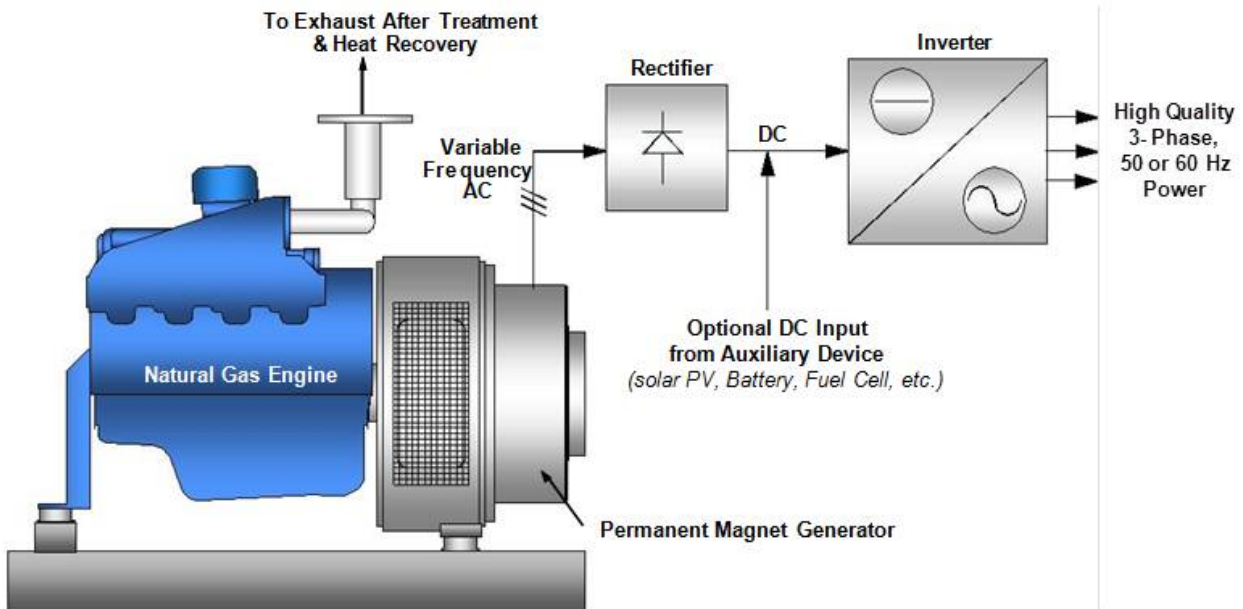 To Exhaust After Treatment
& Heat Recovery
Inverter
Rectifier
High Quality
3- Phase,
50 or 60 Hz
Power
Variable
Frequency
AC
DC
Optional DC Input
from Auxiliary Device
(solar PV, Battery, Fuel Cell, etc.)
Natural Gas Engine
Permanent Magnet Generator